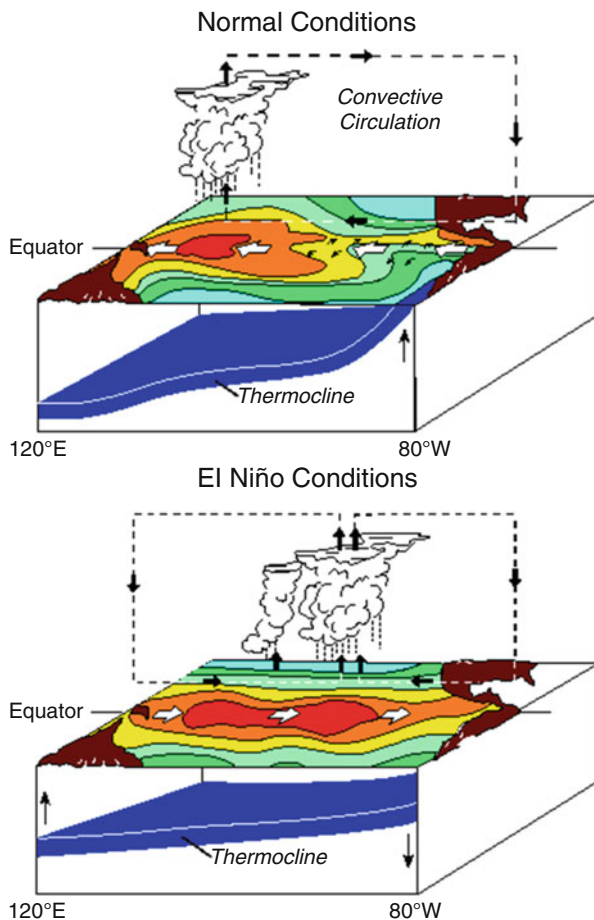 Normal Conditions
Convective
Circulation
Equator
Thermocline
120°E
80°W
El Niño Conditions
Equator
Thermocline
120°E
80°W